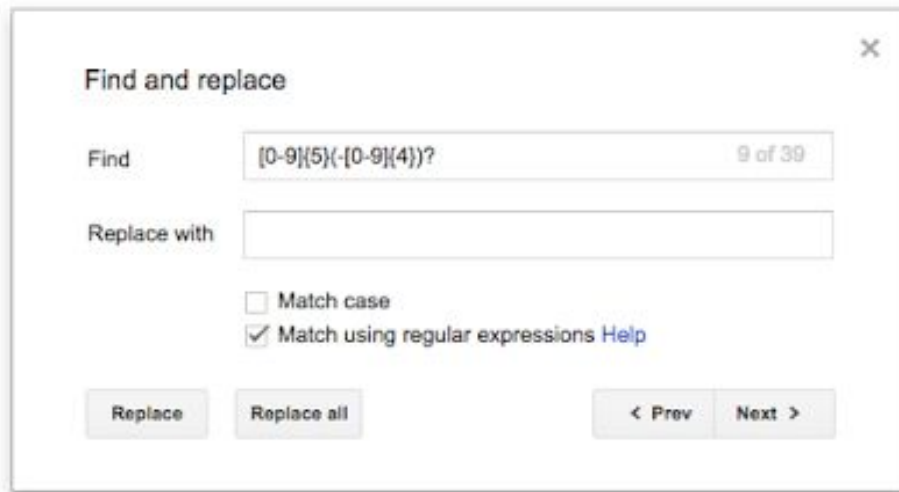 Find and replace
Find [0-9]{5}(-[0-9]{4})? 9 of 39
Replace with
Match case
Match using regular expressions Help
Replace Replace all < Prev Next >